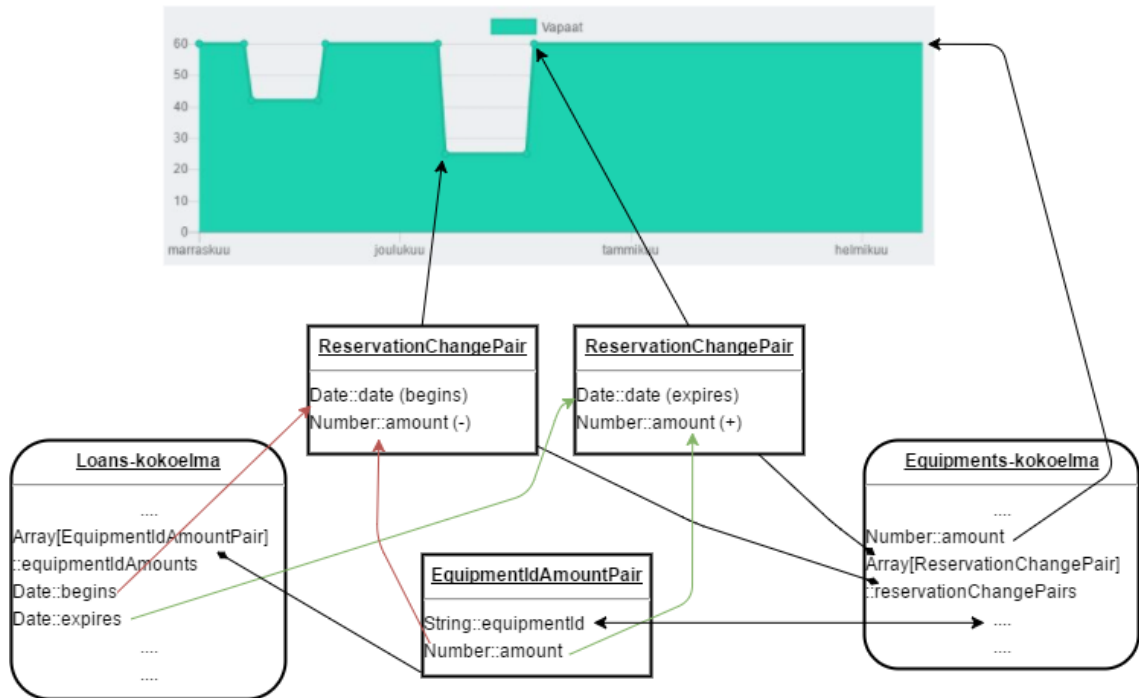 Vapaat
60
50
40
30
20
10
0
marraskuu
joulukuu
tammikuu
helmikuu
ReservationChangePair
Date::date (begins)
Number::amount (-)
ReservationChangePair
Date::date (expires)
Number::amount (+)
Loans-kokoelma
....
Array[EquipmentIdAmountPair]
::equipmentIdAmounts
Date::begins
Date::expires
....
....
EquipmentIdAmountPair
String::equipmentId
Number::amount
Equipments-kokoelma
....
Number::amount
Array[ReservationChangePair]
::reservationChangePairs
....
....